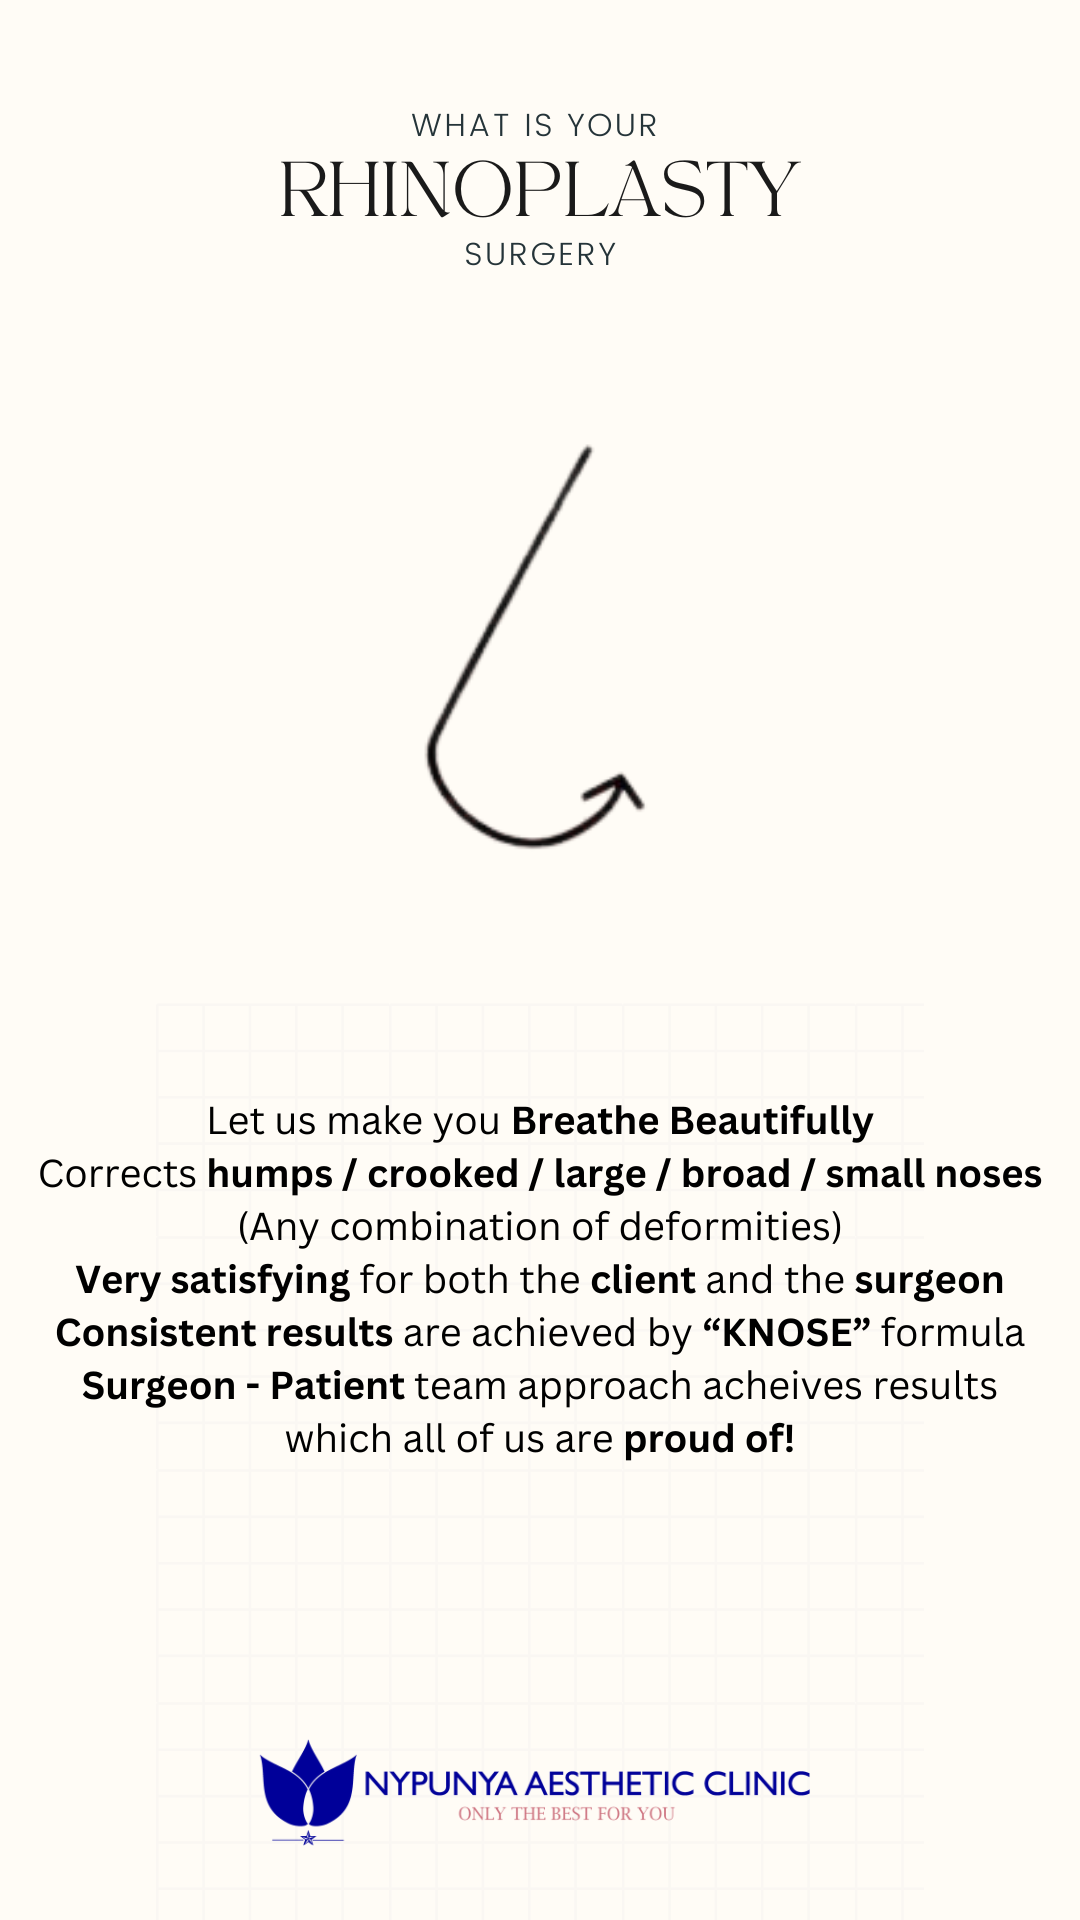 WHAT IS YOUR
RHINOPLASTY
SURGERY
Let us make you Breathe Beautifully
Corrects humps / crooked / large / broad / small noses
(Any combination of deformities)
Very satisfying for both the client and the surgeon
Consistent results are achieved by “KNOSE” formula
Surgeon - Patient team approach acheives results
which all of us are proud of!
NYPUNYA AESTHETIC CLINIC
ONLY THE BEST FOR YOU